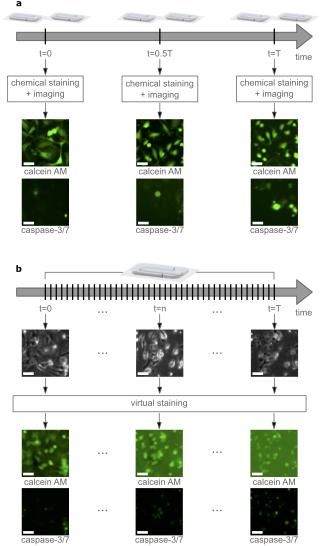 a
time
t=0 t=0.5T t=T
chemical staining chemical staining chemical staining
+ imaging + imaging + imaging
calcein AM calcein AM calcein AM
caspase-3/7 caspase-3/7 caspase-3/7
b
time
t=0 ... t=n ... t=T
... ...
virtual staining
... ...
calcein AM calcein AM calcein AM
... ...
caspase-3/7 caspase-3/7 caspase-3/7